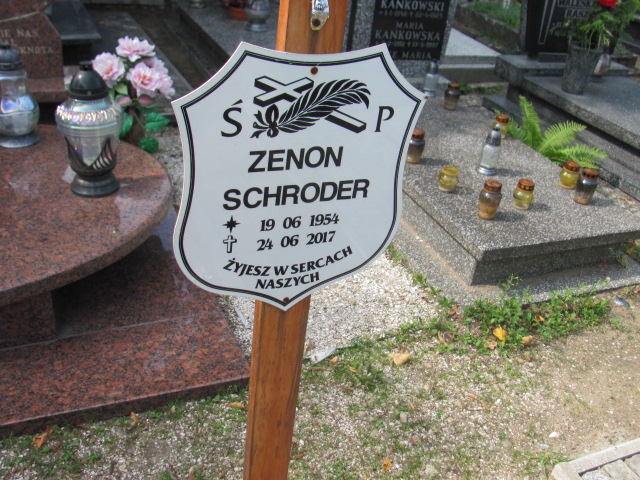 Ś P
ZENON
SCHRODER
19 06 1954
24 06 2017
ŻYJESZ W SERCACH
NASZYCH
KANKOWSKI
MARIA
KANKOWSKA